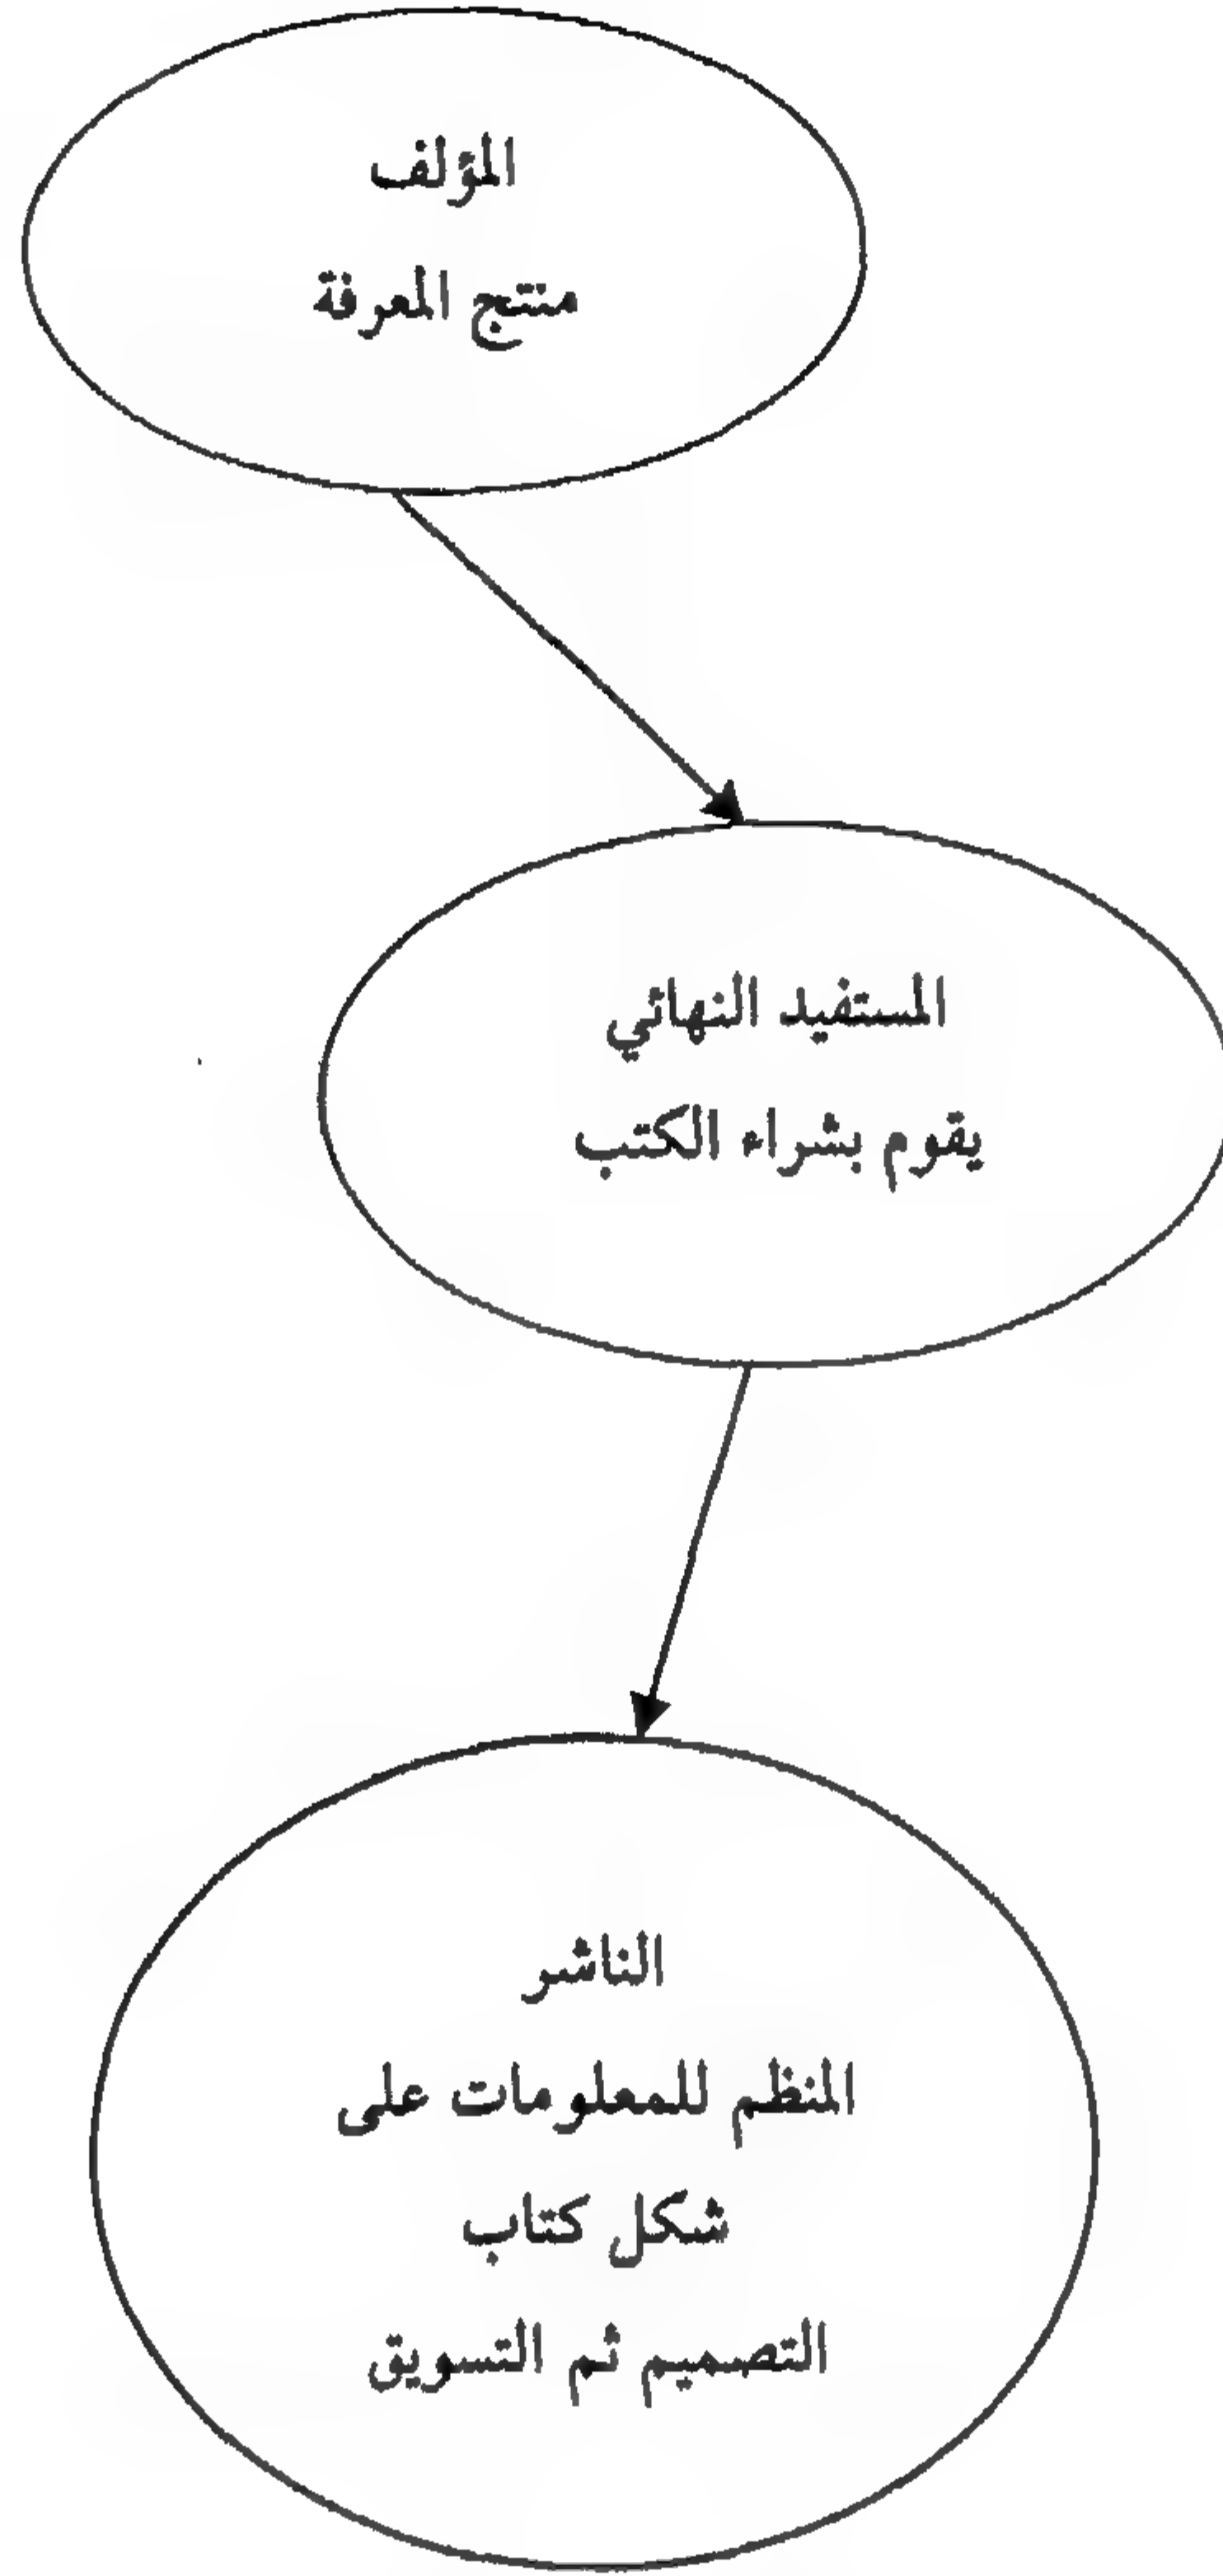 المؤلف
منتج المعرفة
المستفيد النهائي
يقوم بشراء الكتب
الناشر
المنظم للمعلومات على
شكل كتاب
التصميم ثم التسويق